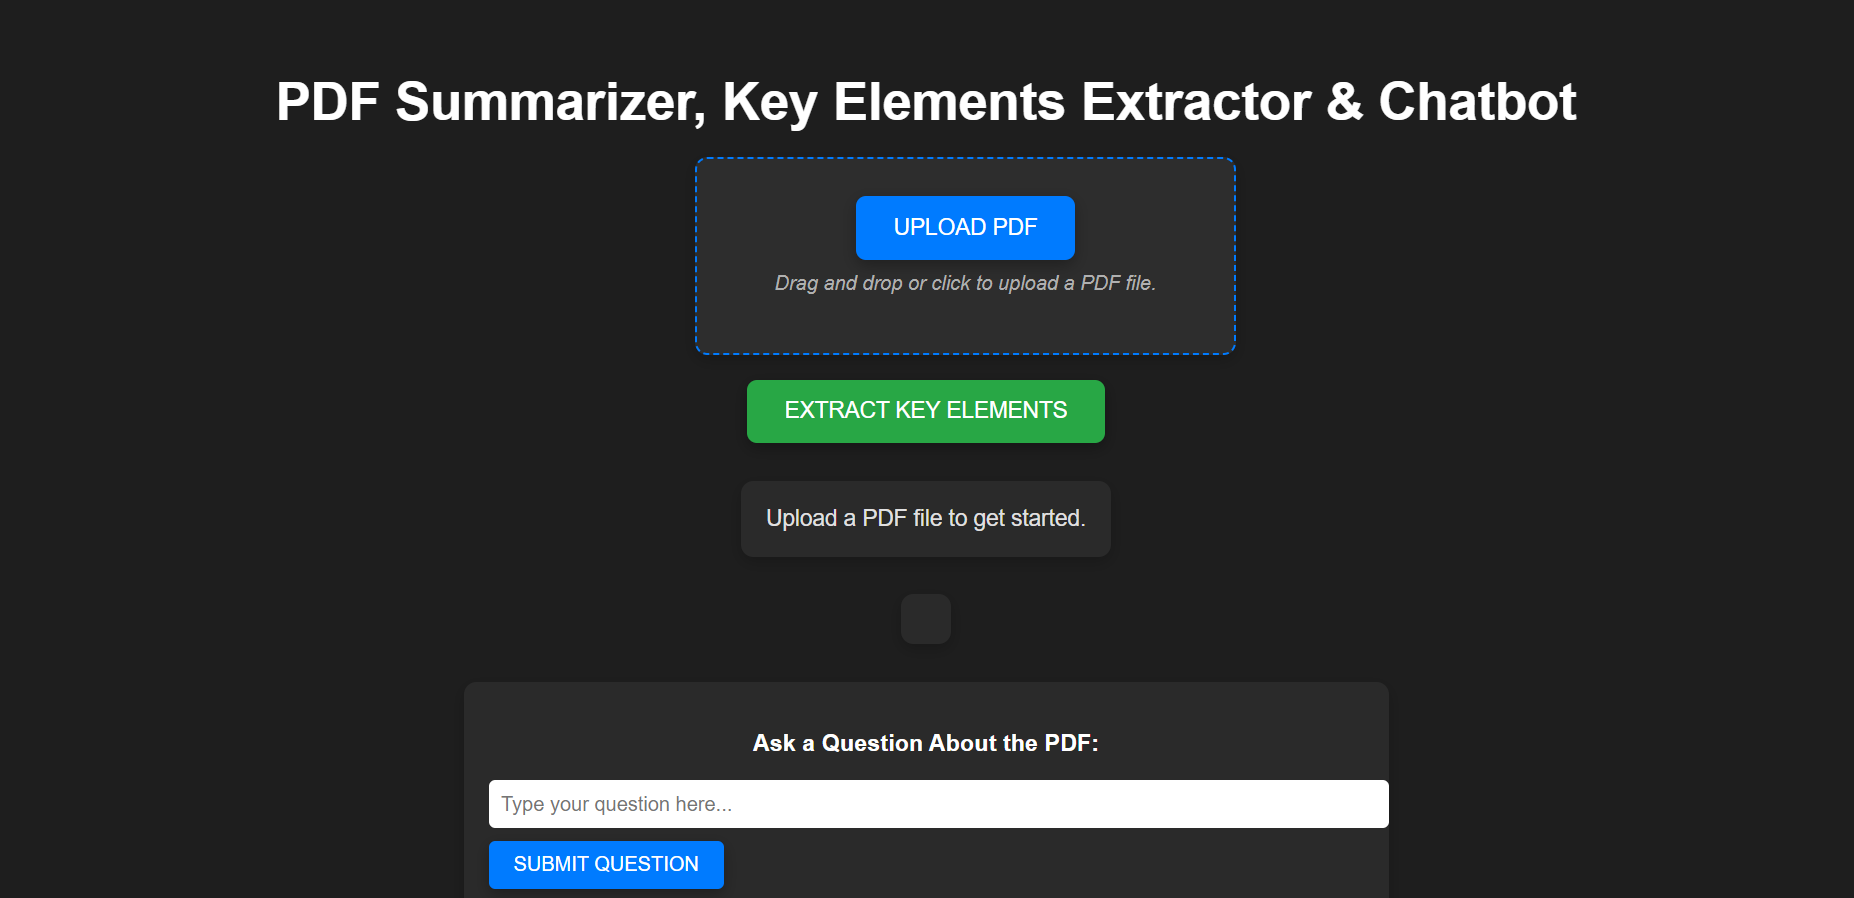 PDF Summarizer, Key Elements Extractor & Chatbot
UPLOAD PDF
Drag and drop or click to upload a PDF file.
EXTRACT KEY ELEMENTS
Upload a PDF file to get started.
Ask a Question About the PDF:
Type your question here...
SUBMIT QUESTION